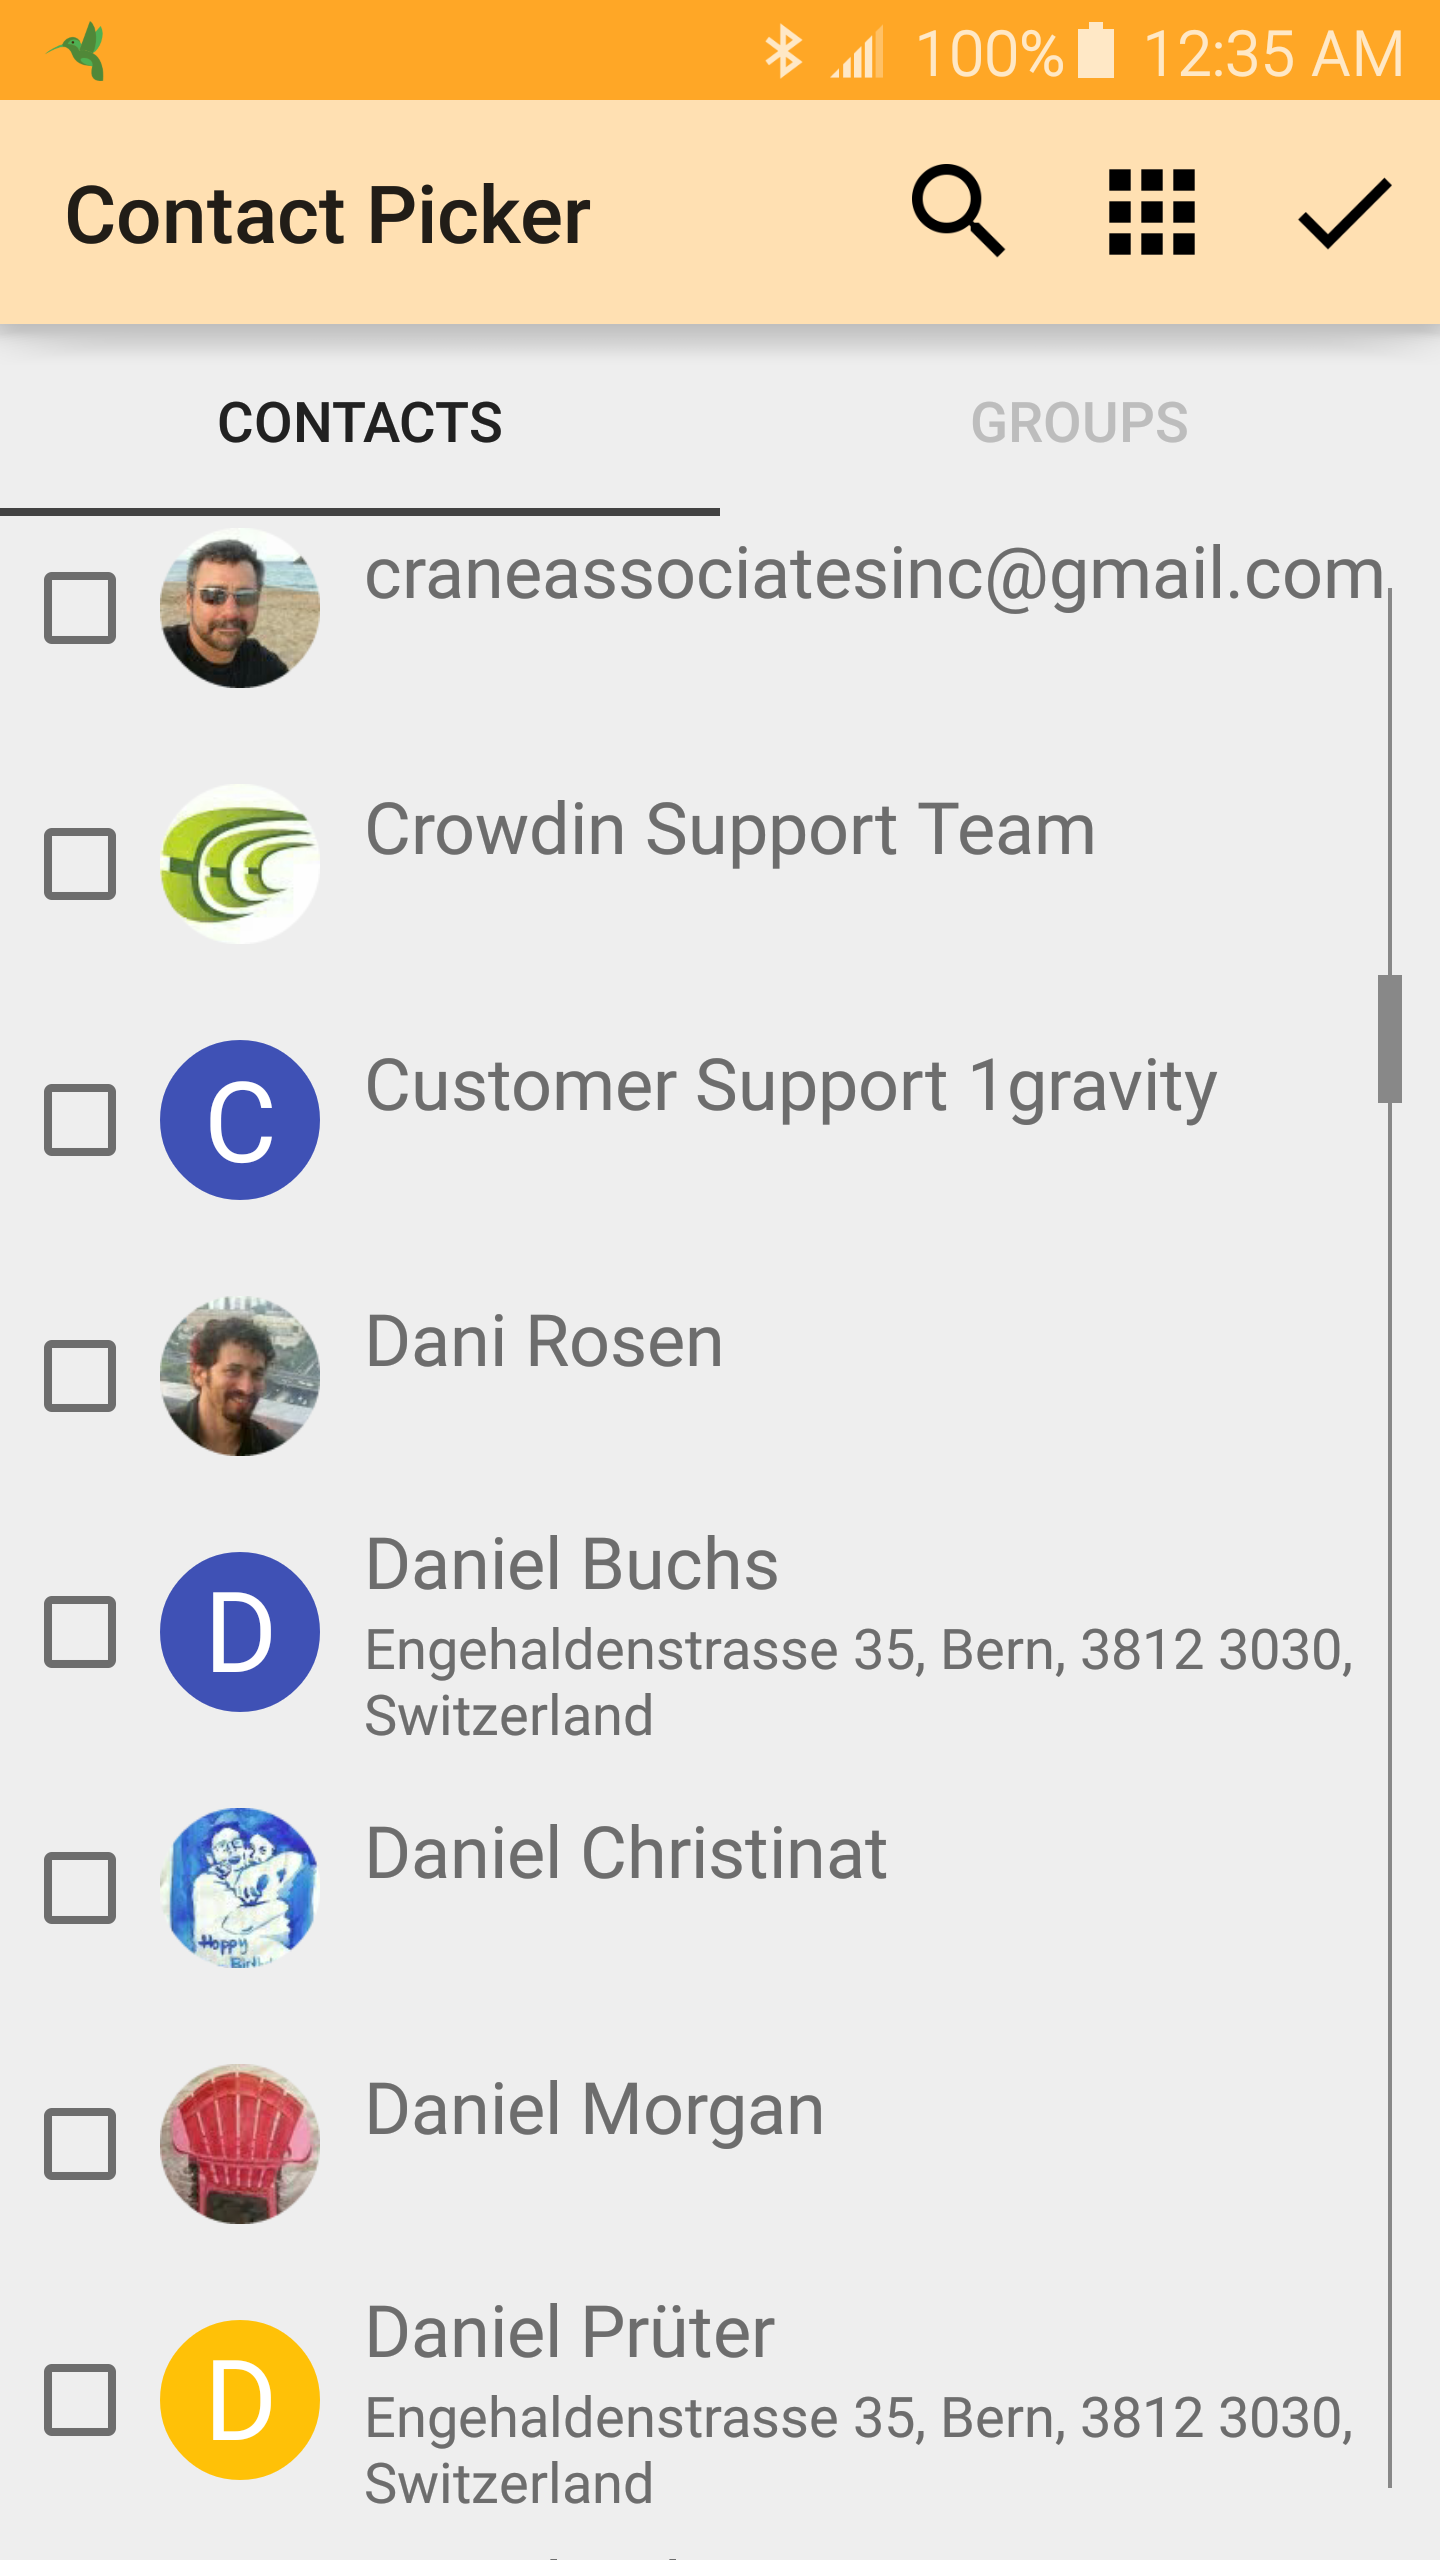 100% 12:35 AM
Contact Picker
CONTACTS GROUPS
craneassociatesinc@gmail.com
Crowdin Support Team
C
Customer Support 1gravity
Dani Rosen
D
Daniel Buchs
Engehaldenstrasse 35, Bern, 3812 3030,
Switzerland
Daniel Christinat
Happy
Daniel Morgan
D
Daniel Prüter
Engehaldenstrasse 35, Bern, 3812 3030,
Switzerland